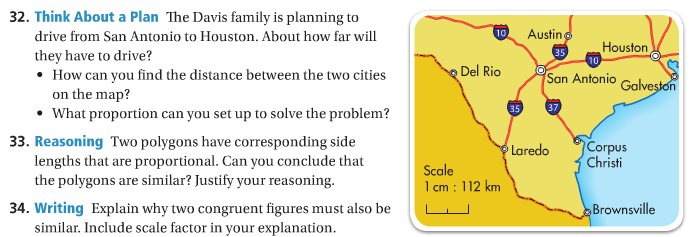 32. Think About a Plan The Davis family is planning to
drive from San Antonio to Houston. About how far will
they have to drive?
• How can you find the distance between the two cities
on the map?
• What proportion can you set up to solve the problem?
33. Reasoning Two polygons have corresponding side
lengths that are proportional. Can you conclude that
the polygons are similar? Justify your reasoning.
34. Writing Explain why two congruent figures must also be
similar. Include scale factor in your explanation.
10
Austin
35
Houston
10
Del Rio
San Antonio
Galveston
35
37
Laredo
Corpus
Christi
Scale
1 cm : 112 km
Brownsville